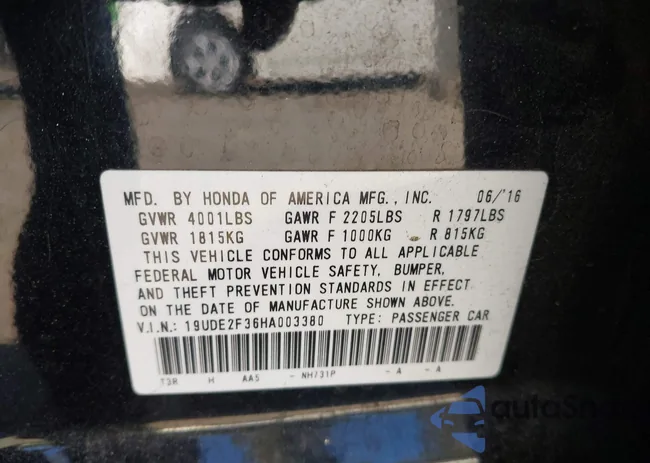 MFD. BY HONDA OF AMERICA MFG., INC. 06/'16
GVWR 4001LBS GAWR F 2205LBS R 1797LBS
GVWR 1815KG GAWR F 1000KG R 815KG
THIS VEHICLE CONFORMS TO ALL APPLICABLE
FEDERAL MOTOR VEHICLE SAFETY, BUMPER,
AND THEFT PREVENTION STANDARDS IN EFFECT
ON THE DATE OF MANUFACTURE SHOWN ABOVE.
V.I.N.: 19UDE2F36HA003380 TYPE: PASSENGER CAR
T3R H AA5 - NH731P - A - A